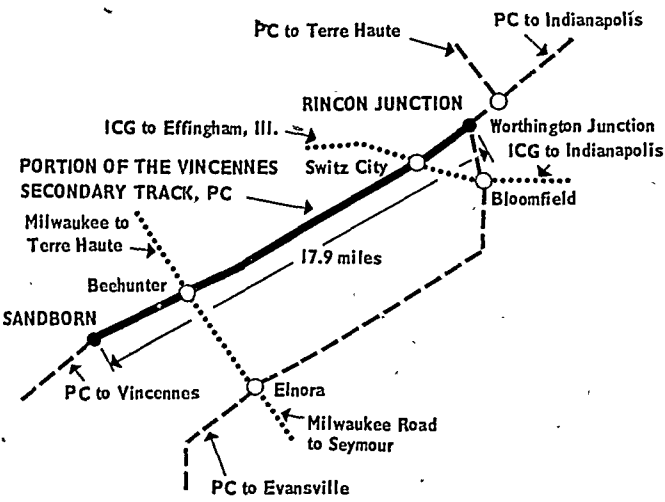 PC to Terre Haute
PC to Indianapolis
RINCON JUNCTION
Worthington Junction
ICG to Effingham, Ill.
ICG to Indianapolis
Switz City
PORTION OF THE VINCENNES
SECONDARY TRACK, PC
Bloomfield
Milwaukee to
Terre Haute
17.9 miles
Beehunter
SANDBORN
PC to Vincennes
Elnora
Milwaukee Road
to Seymour
PC to Evansville